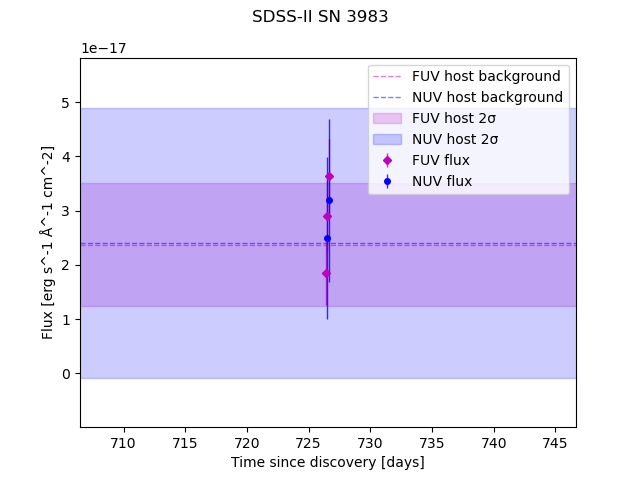 SDSS-II SN 3983
1e−17
FUV host background
NUV host background
FUV host 2σ
NUV host 2σ
FUV flux
NUV flux
5
4
3
2
1
0
Flux [erg s^-1 Å^-1 cm^-2]
710 715 720 725 730 735 740 745
Time since discovery [days]